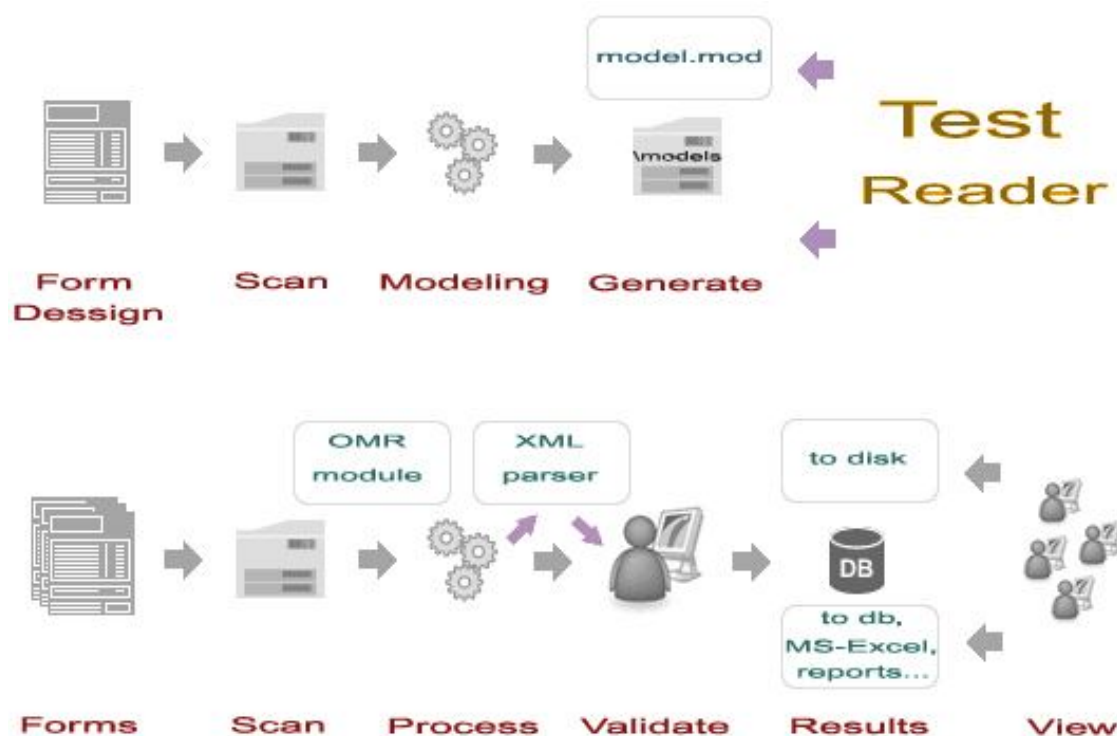 model.mod
Test
Reader
\models
Form
Dessign
Scan
Modeling
Generate
OMR
module
XML
parser
to disk
DB
to db,
MS-Excel,
reports...
Forms
Scan
Process
Validate
Results
View